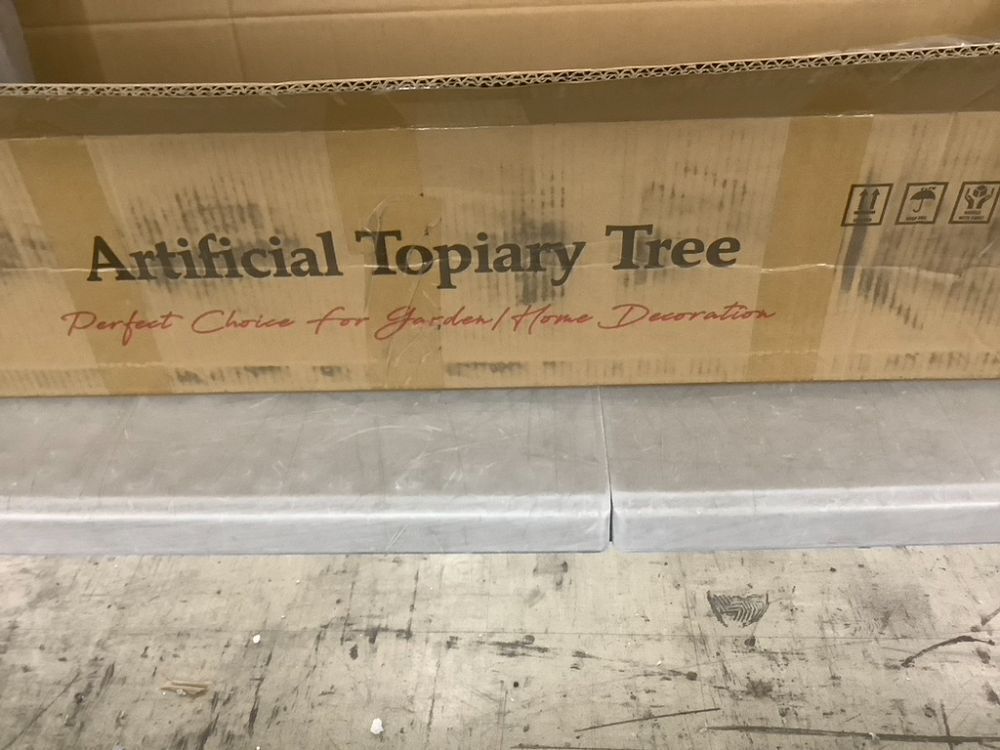 Artificial Topiary Tree
Perfect Choice for Garden/Home Decoration